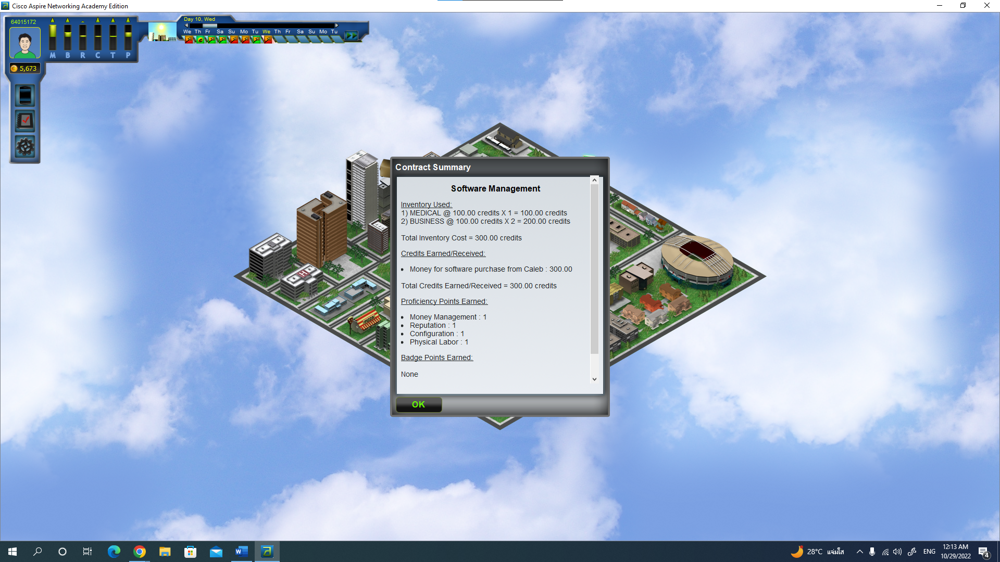 Cisco Aspire Networking Academy Edition
64015172
M B R C T P
5,673
Day 10, Wed
We Th Fr Sa Su Mo Tu We Th Fr Sa Su Mo Tu
Contract Summary
Software Management
Inventory Used:
1) MEDICAL @ 100.00 credits X 1 = 100.00 credits
2) BUSINESS @ 100.00 credits X 2 = 200.00 credits
Total Inventory Cost = 300.00 credits
Credits Earned/Received:
• Money for software purchase from Caleb : 300.00
Total Credits Earned/Received = 300.00 credits
Proficiency Points Earned:
• Money Management : 1
• Reputation : 1
• Configuration : 1
• Physical Labor : 1
Badge Points Earned:
None
OK
H
28°C แจ่มใส
ENG
12:13 AM
10/29/2022
4